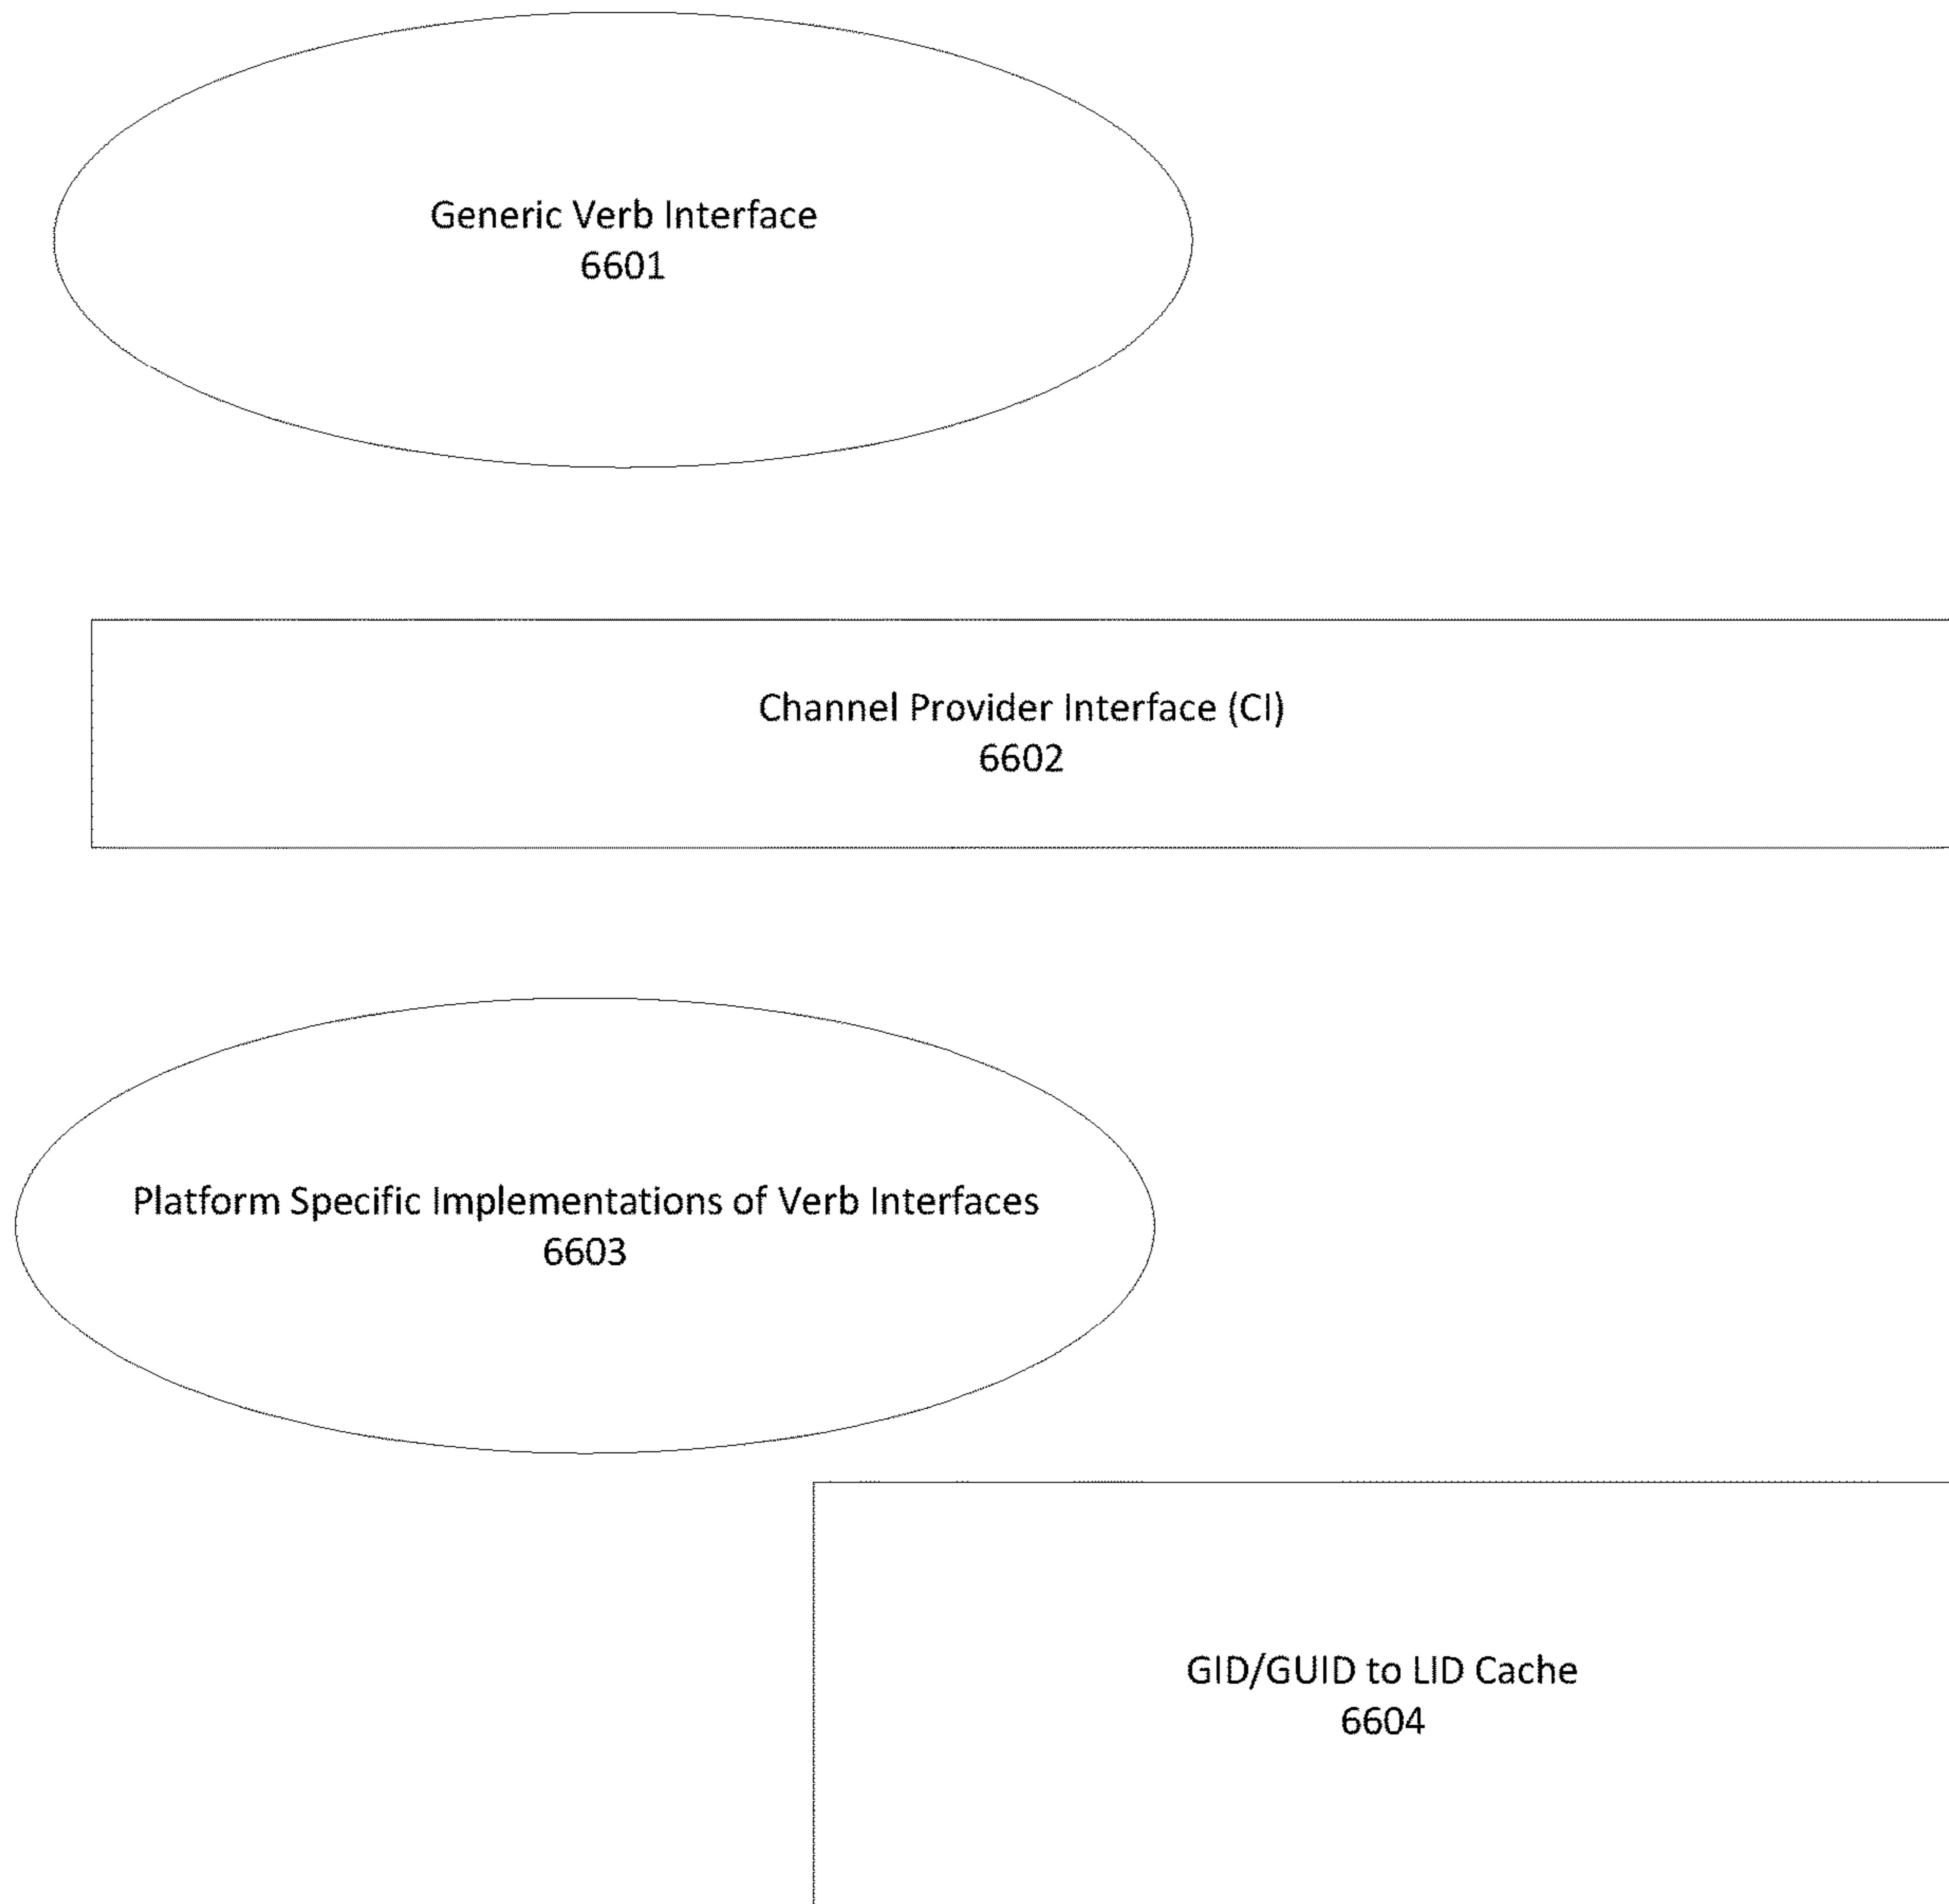 Generic Verb Interface
6601
Channel Provider Interface (CI)
6602
Platform Specific Implementations of Verb Interfaces
6603
GID/GUID to LID Cache
6604